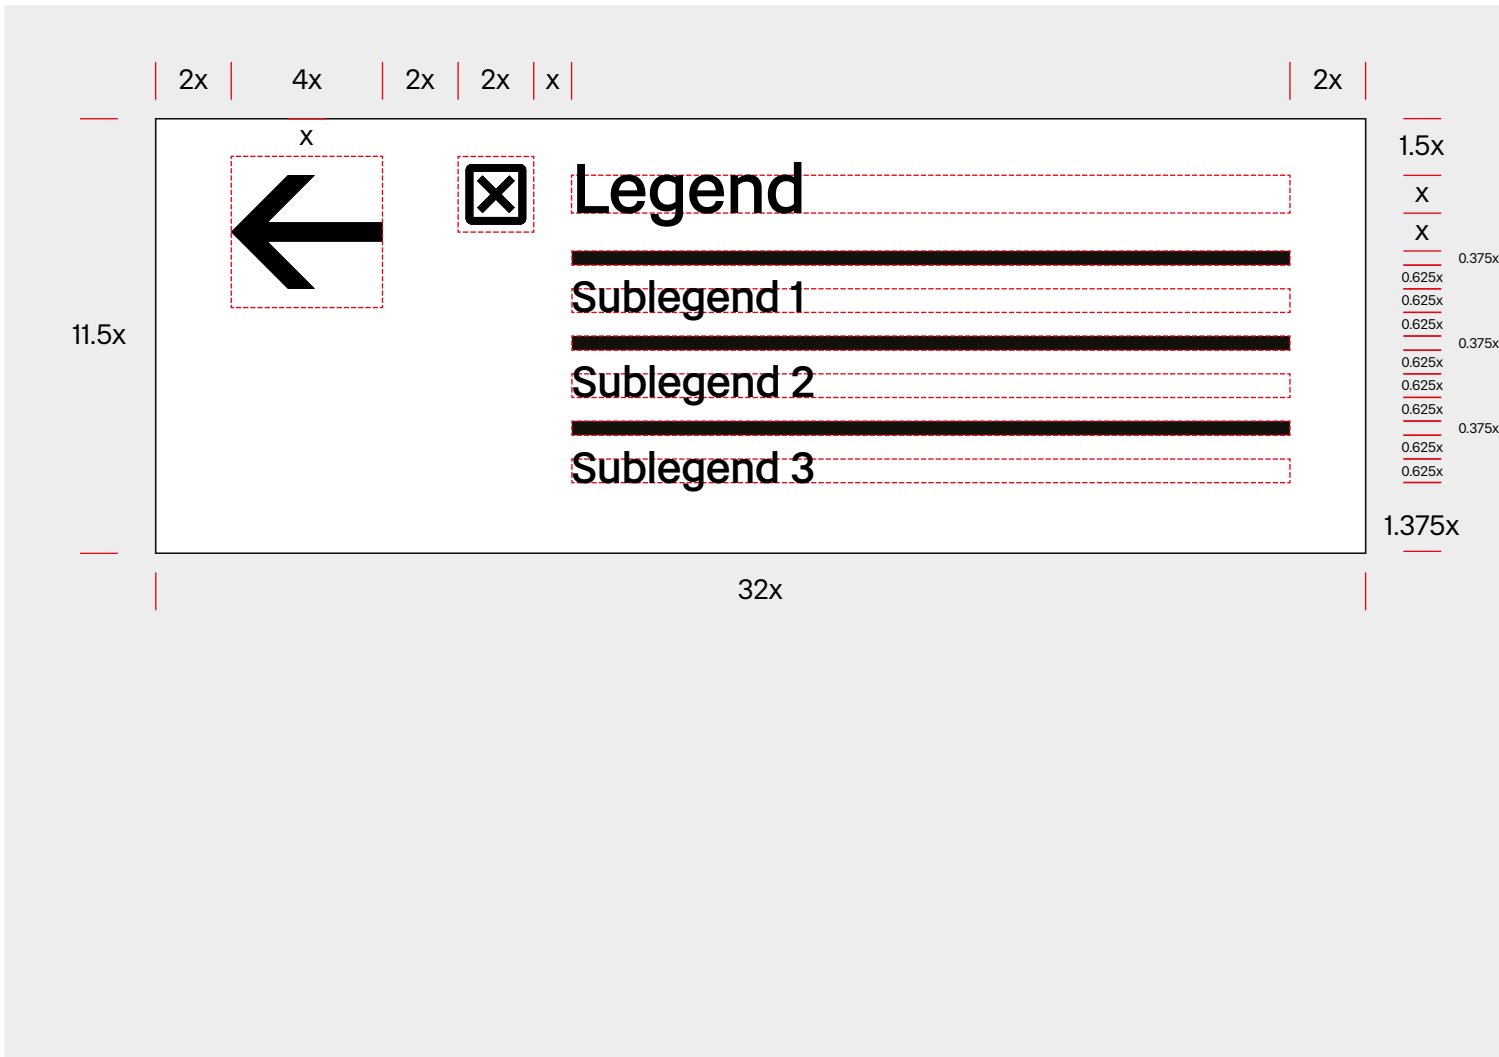 2x 4x 2x 2x x 2x
x
1.5x
Legend
x
x
0.375x
0.625x
Sublegend 1
0.625x
0.625x
11.5x
0.375x
0.625x
Sublegend 2
0.625x
0.625x
0.375x
0.625x
Sublegend 3
0.625x
1.375x
32x